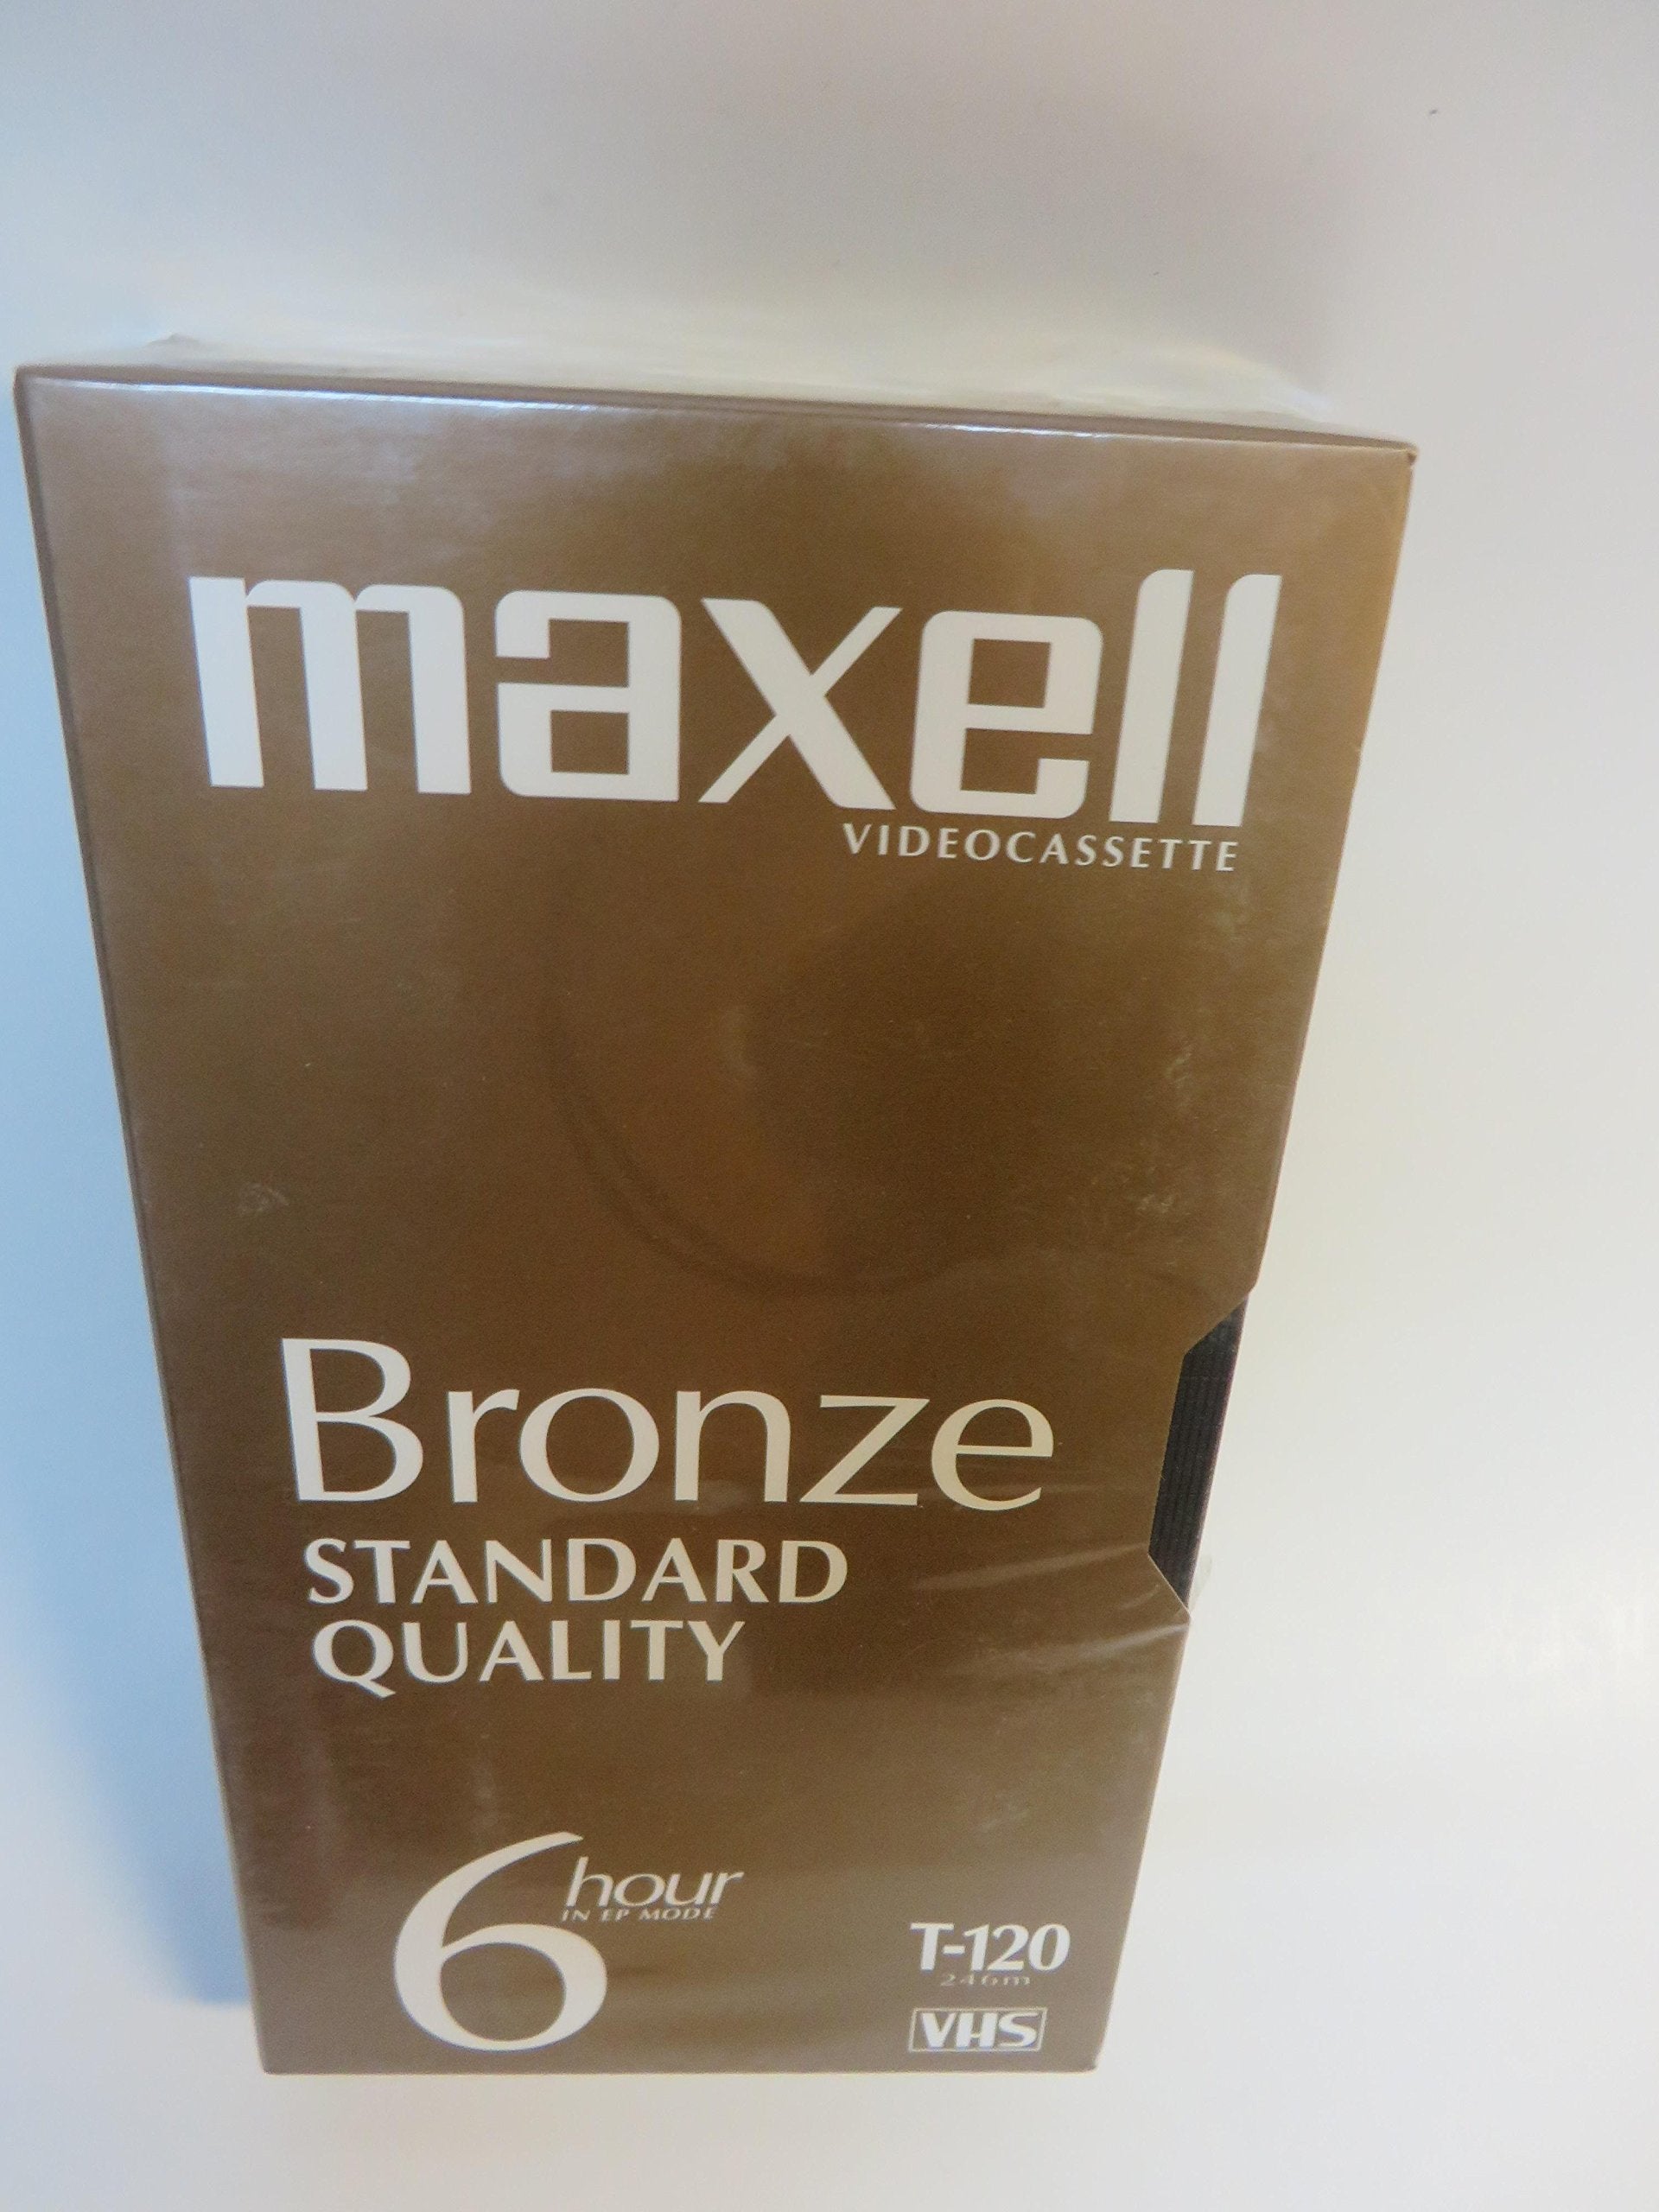 maxell
VIDEOCASSETTE
Bronze
STANDARD
QUALITY
6 hour
IN EP MODE
T-120
246m
VHS